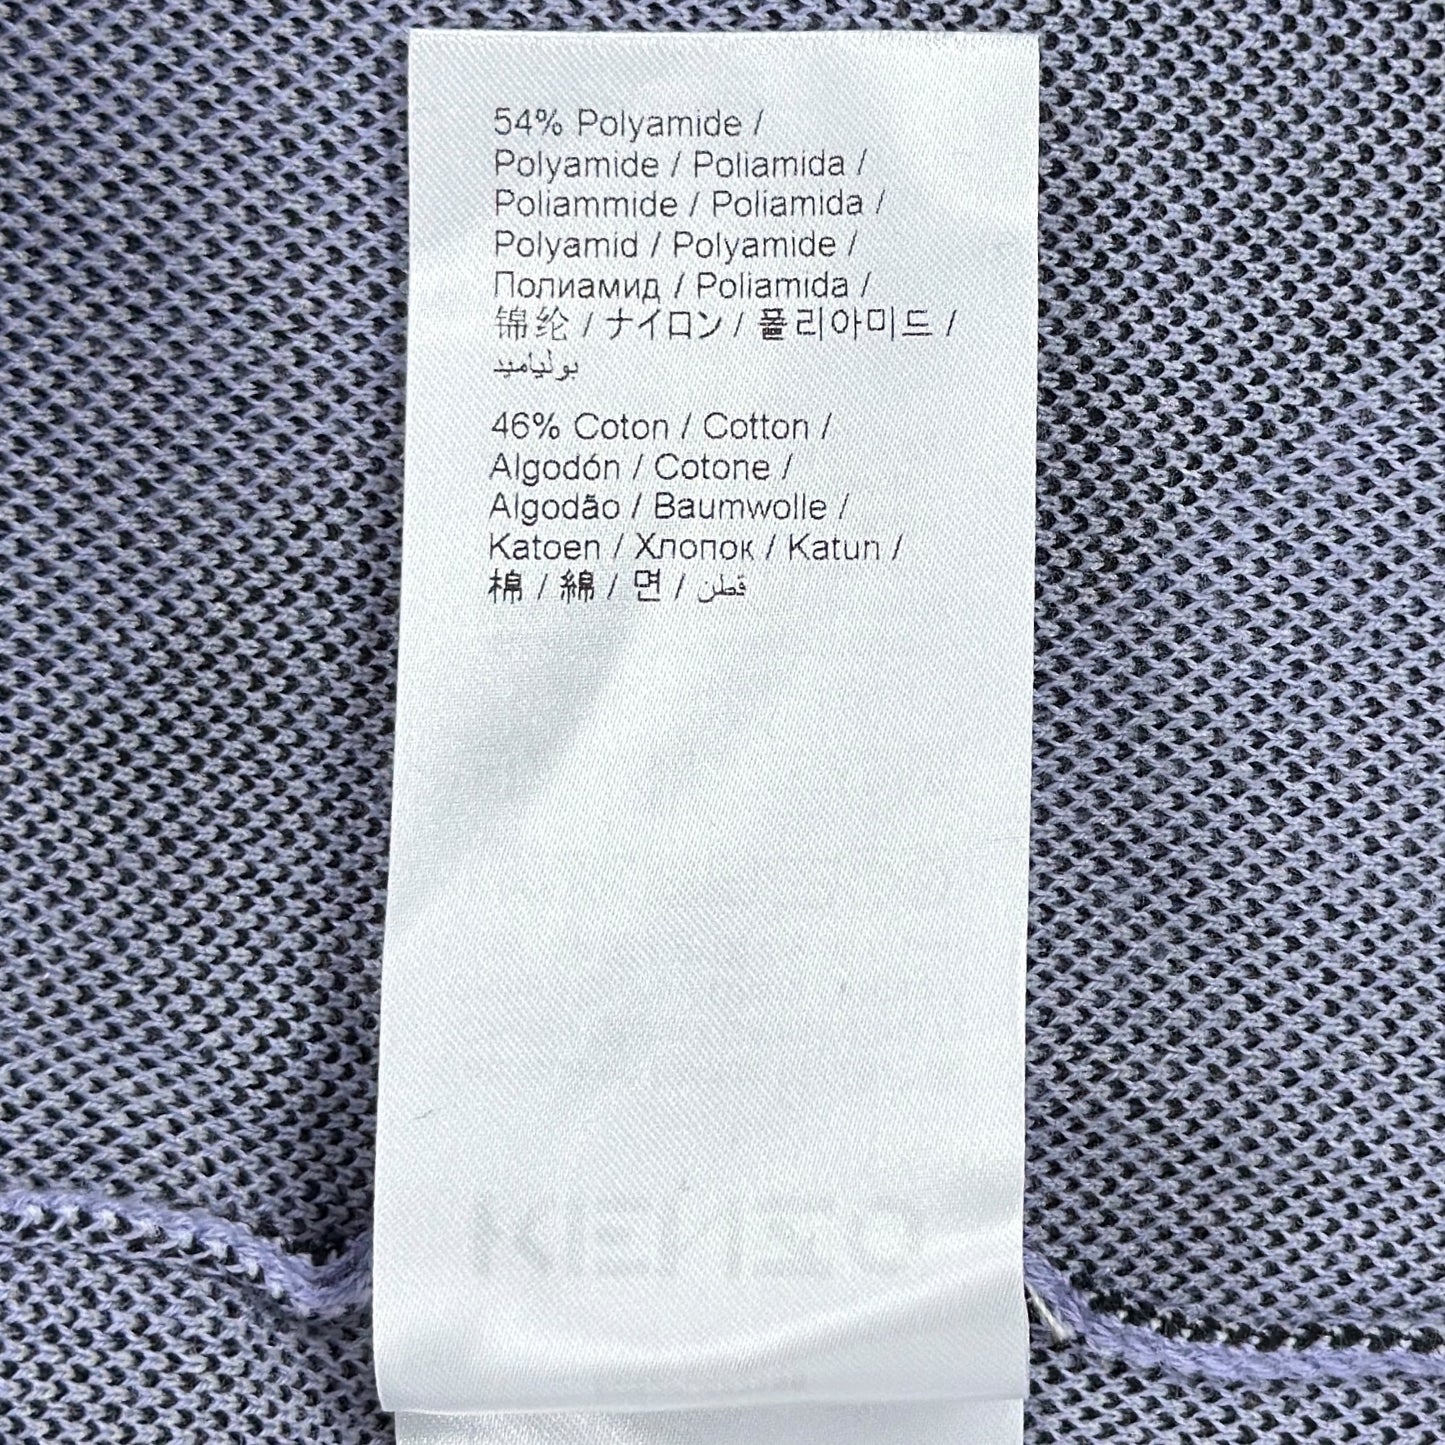 54% Polyamide /
Polyamide / Poliamida /
Poliammide / Poliamida /
Polyamid / Polyamide /
Полиамид / Poliamida /
锦纶 / ナイロン / 폴리아미드 /
بولياميد
46% Coton / Cotton /
Algodón / Cotone /
Algodão / Baumwolle /
Katoen / Хлопок / Katun /
棉 / 綿 / 면 / قطن
KENZO